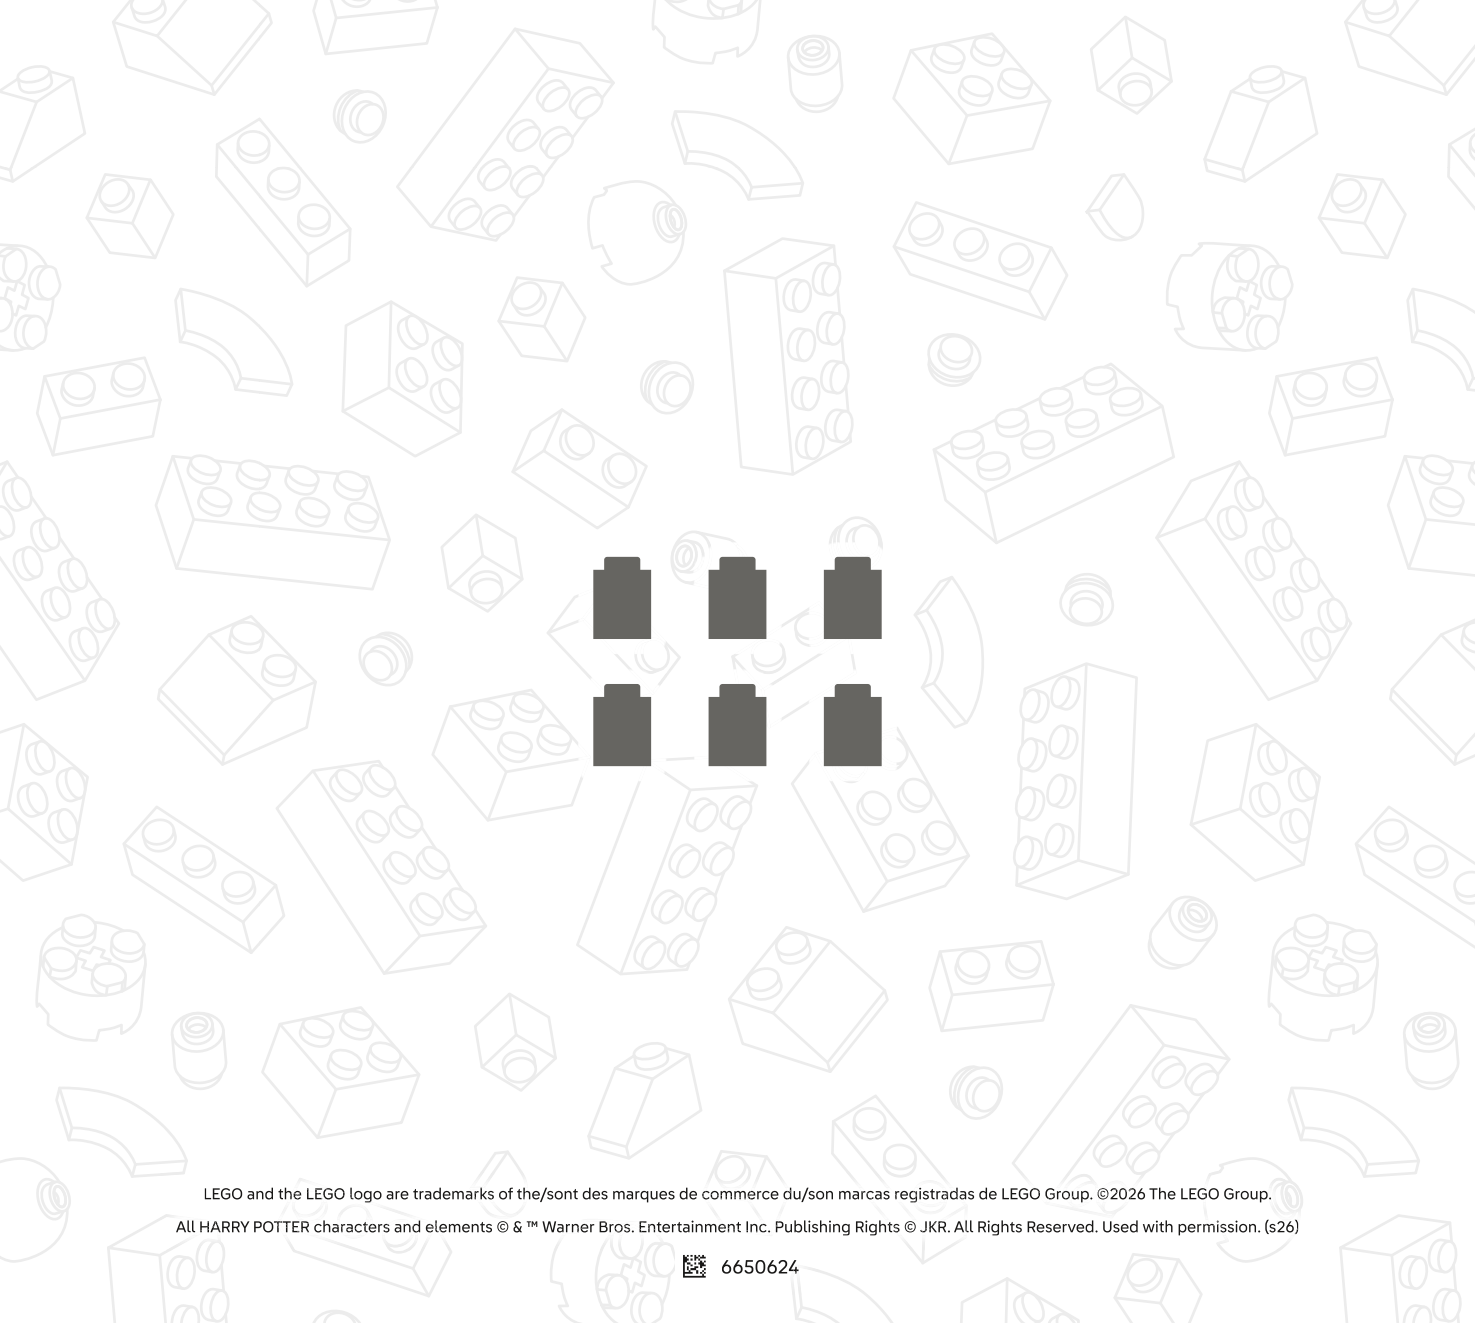 LEGO and the LEGO logo are trademarks of the/sont des marques de commerce du/son marcas registradas de LEGO Group. ©2026 The LEGO Group.
All HARRY POTTER characters and elements © & ™ Warner Bros. Entertainment Inc. Publishing Rights © JKR. All Rights Reserved. Used with permission. (s26)
6650624